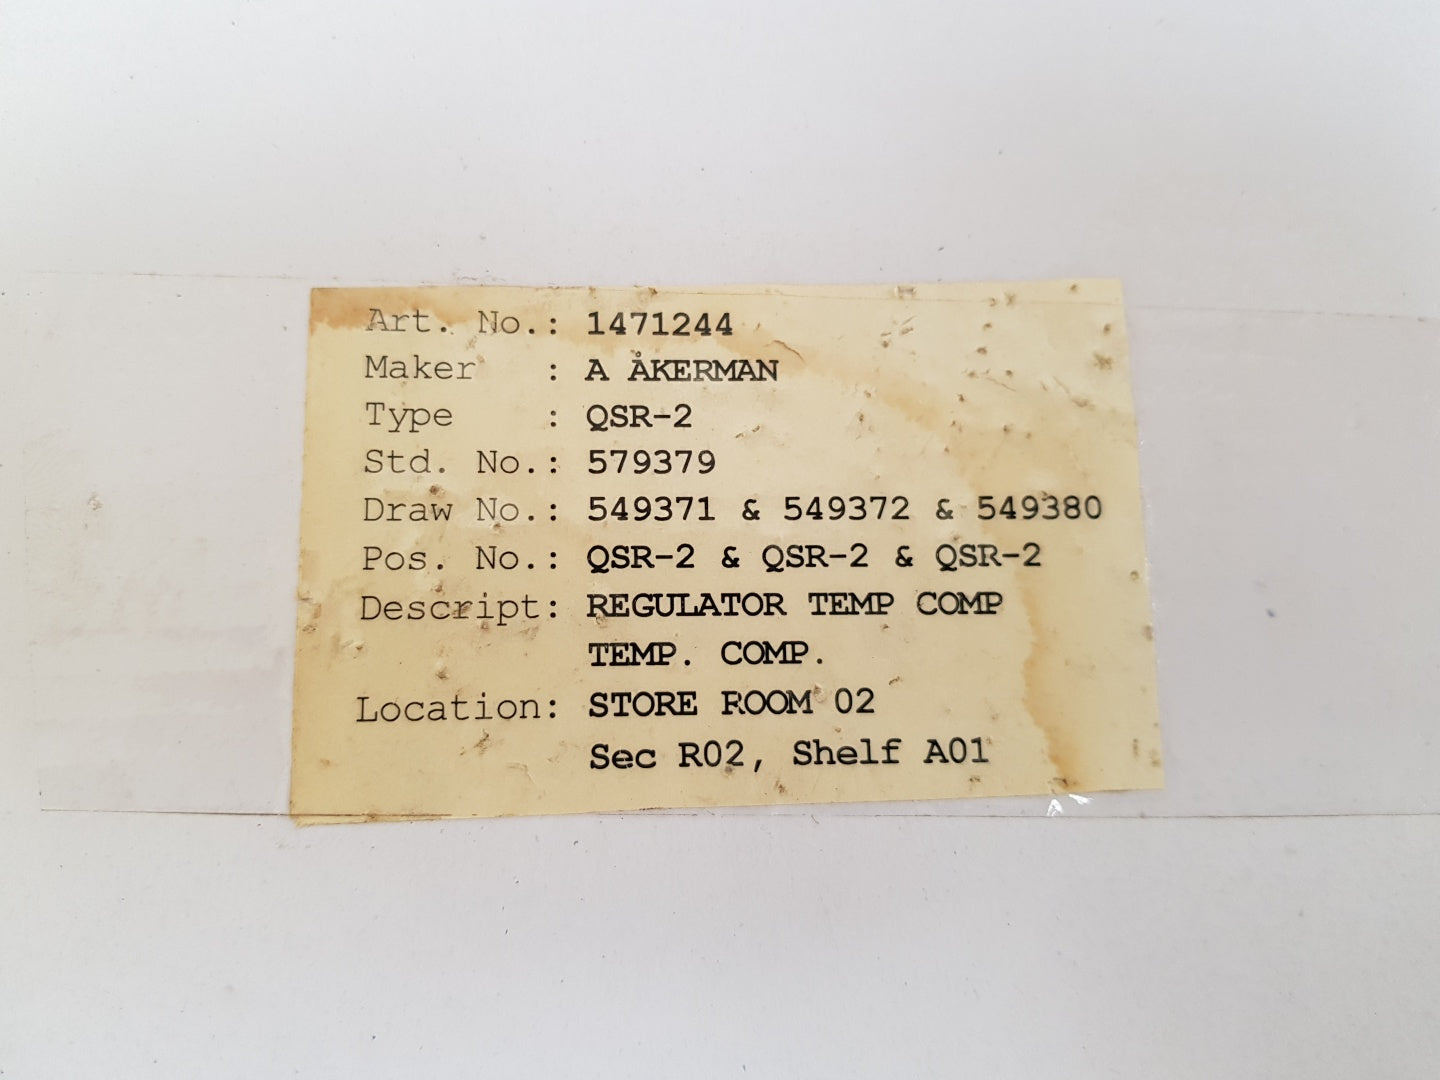 Art. No.: 1471244
Maker : A ÅKERMAN
Type : QSR-2
Std. No.: 579379
Draw No.: 549371 & 549372 & 549380
Pos. No.: QSR-2 & QSR-2 & QSR-2
Descript: REGULATOR TEMP COMP
TEMP. COMP.
Location: STORE ROOM 02
Sec R02, Shelf A01